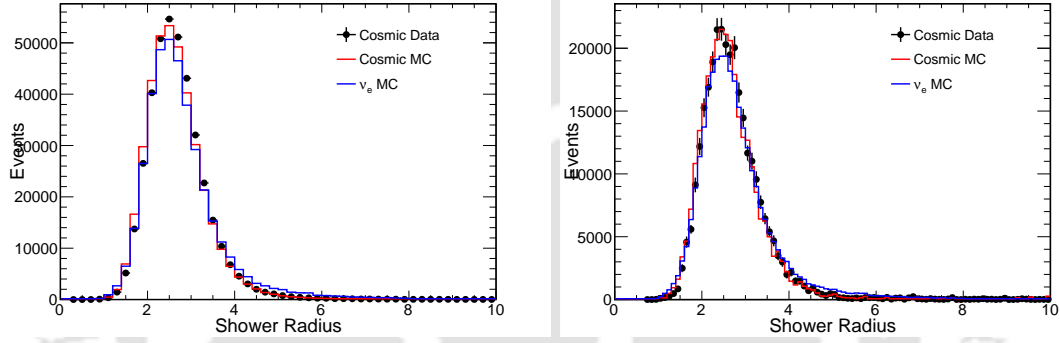 50000
40000
30000
20000
10000
0
Events
Cosmic Data
Cosmic MC
νe MC
0 2 4 6 8 10
Shower Radius
20000
15000
10000
5000
0
Events
Cosmic Data
Cosmic MC
νe MC
0 2 4 6 8 10
Shower Radius